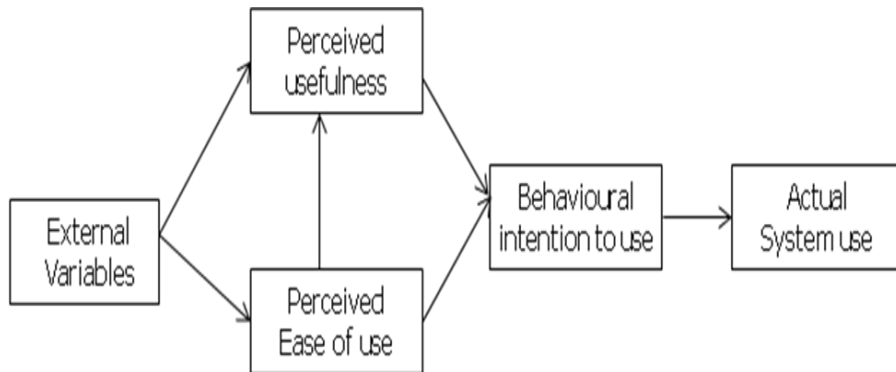 Perceived
usefulness
External
Variables
Perceived
Ease of use
Behavioural
intention to use
Actual
System use